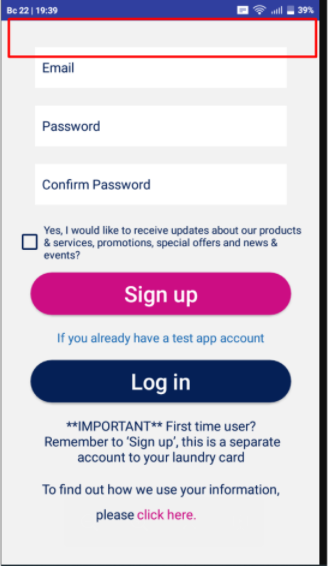 Bc 22 | 19:39 39%
Email
Password
Confirm Password
Yes, I would like to receive updates about our products
& services, promotions, special offers and news &
events?
Sign up
If you already have a test app account
Log in
**IMPORTANT** First time user?
Remember to ‘Sign up’, this is a separate
account to your laundry card
To find out how we use your information,
please click here.